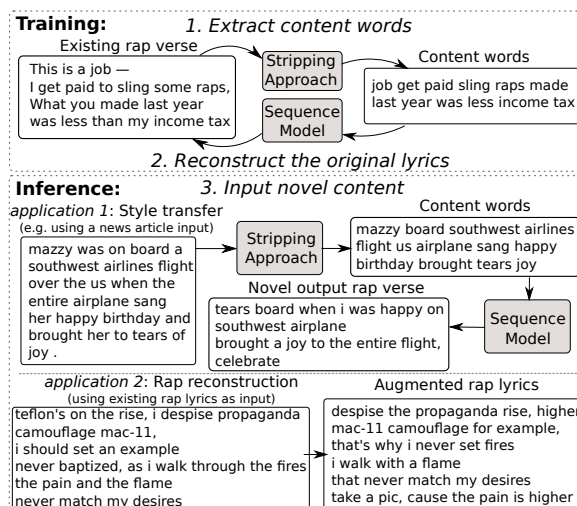 Training:
1. Extract content words
Existing rap verse
This is a job —
I get paid to sling some raps,
What you made last year
was less than my income tax
Stripping
Approach
Content words
job get paid sling raps made
last year was less income tax
Sequence
Model
2. Reconstruct the original lyrics
Inference:
3. Input novel content
application 1: Style transfer
(e.g. using a news article input)
mazzy was on board a
southwest airlines flight
over the us when the
entire airplane sang
her happy birthday and
brought her to tears of
joy .
Stripping
Approach
Content words
mazzy board southwest airlines
flight us airplane sang happy
birthday brought tears joy
Sequence
Model
Novel output rap verse
tears board when i was happy on
southwest airplane
brought a joy to the entire flight,
celebrate
application 2: Rap reconstruction
(using existing rap lyrics as input)
teflon's on the rise, i despise propaganda
camouflage mac-11,
i should set an example
never baptized, as i walk through the fires
the pain and the flame
never match my desires
Augmented rap lyrics
despise the propaganda rise, higher
mac-11 camouflage for example,
that's why i never set fires
i walk with a flame
that never match my desires
take a pic, cause the pain is higher